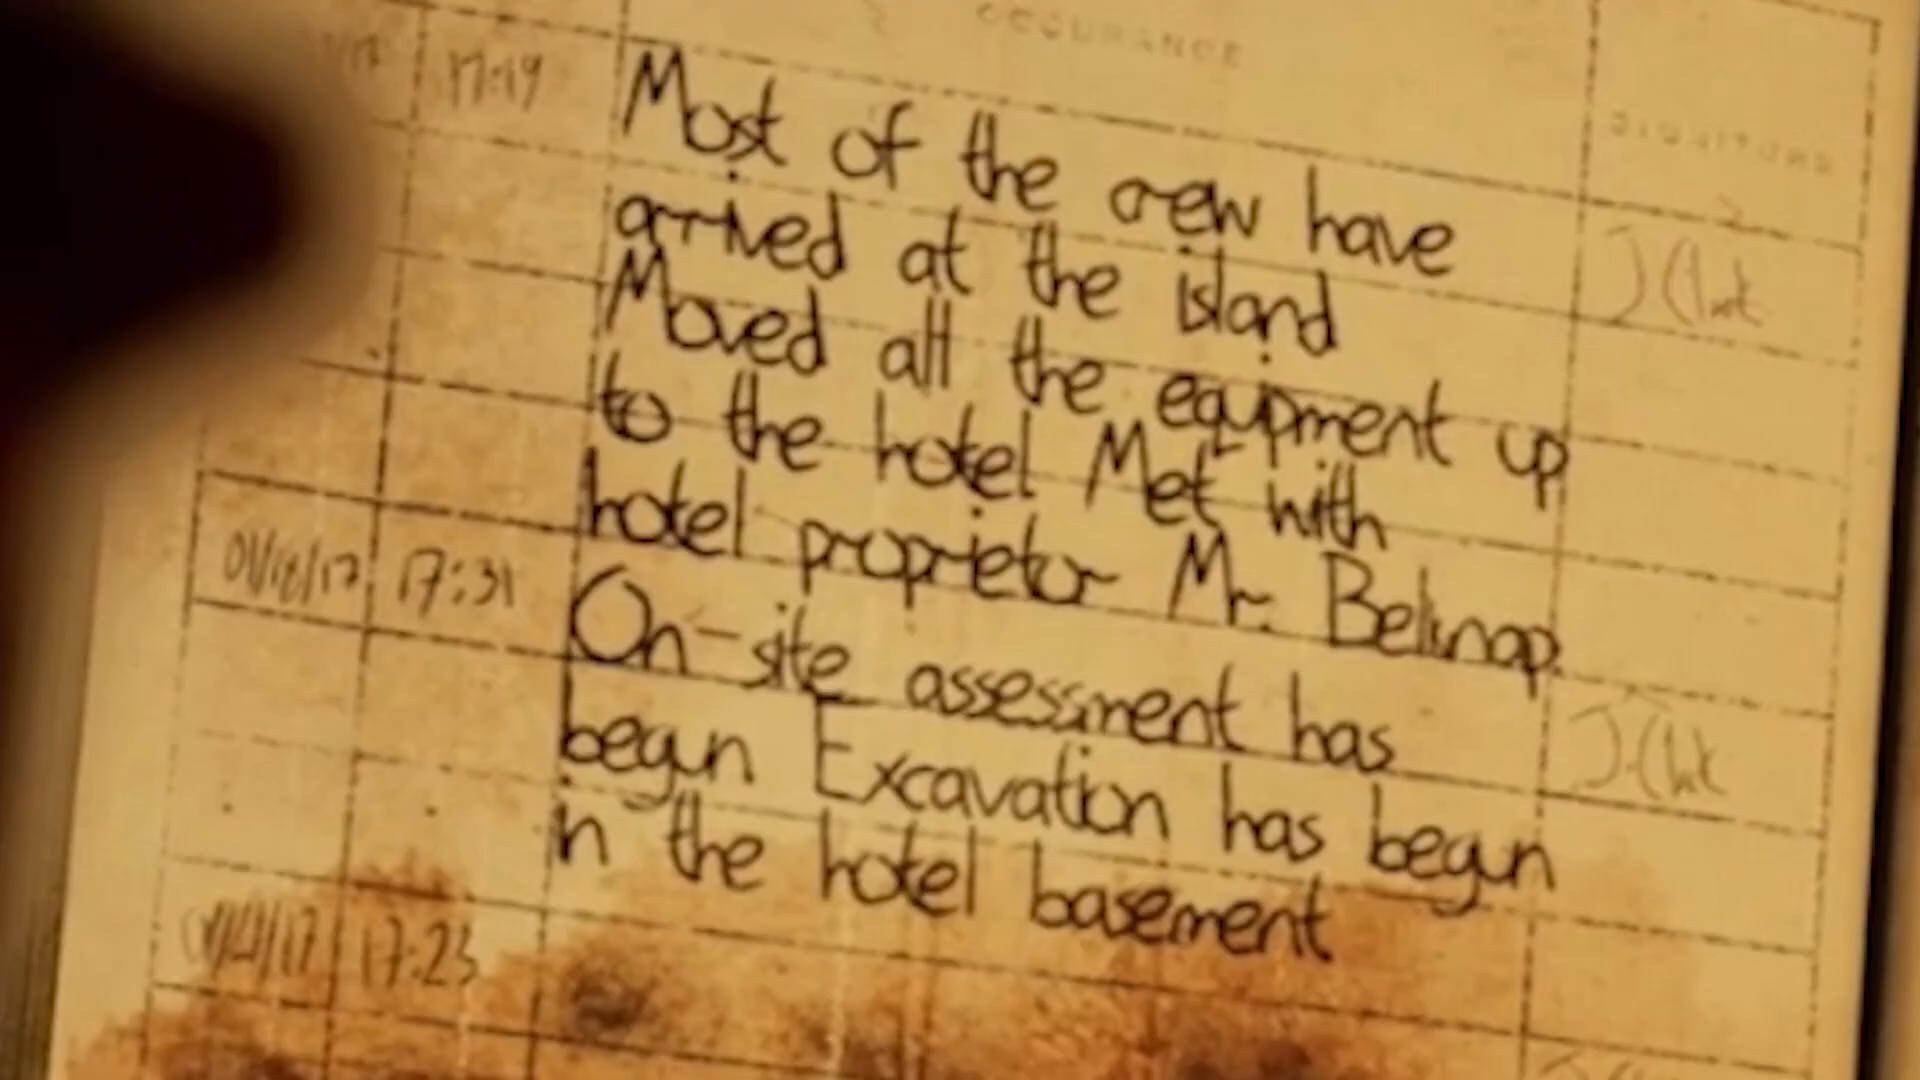 OCCURANCE
17:19
Most of the crew have
arrived at the island
Moved all the equipment up
to the hotel Met with
hotel proprietor Mr. Belknap.
17:31 On-site assessment has
begun Excavation has begun
in the hotel basement
17:23